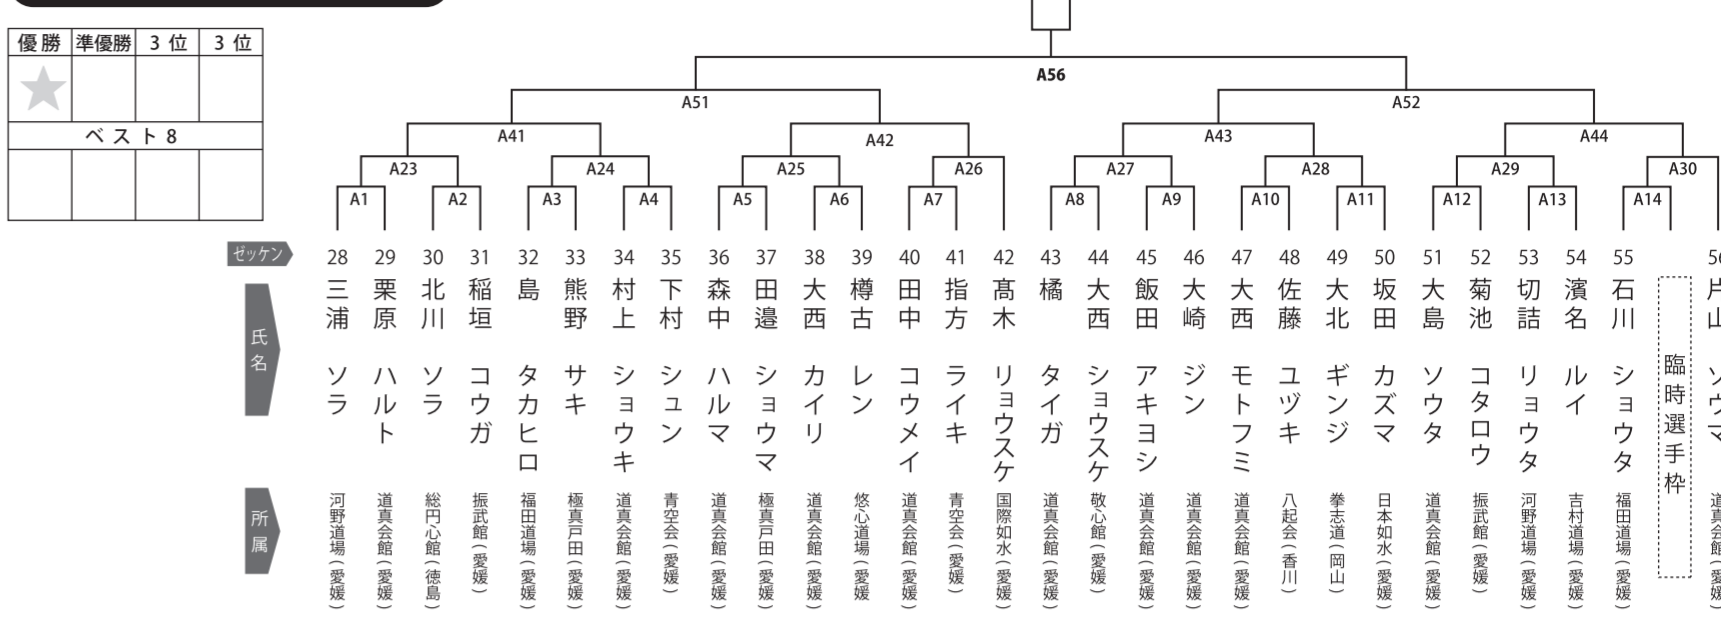 優勝 準優勝 3位 3位
ベスト8
A56
A51 A52
A41 A42 A43 A44
A23 A24 A25 A26 A27 A28 A29 A30
A1 A2 A3 A4 A5 A6 A7 A8 A9 A10 A11 A12 A13 A14
ゼッケン
氏名
所属
28 三浦 ソラ 河野道場(愛媛)
29 栗原 ハルト 道真会館(愛媛)
30 北川 ソラ 総円心館(徳島)
31 稲垣 コウガ 振武館(愛媛)
32 島 タカヒロ 福田道場(愛媛)
33 熊野 サキ 極真戸田(愛媛)
34 村上 ショウキ 道真会館(愛媛)
35 下村 シュン 青空会(愛媛)
36 森中 ハルマ 道真会館(愛媛)
37 田邉 ショウマ 極真戸田(愛媛)
38 大西 カイリ 道真会館(愛媛)
39 樽古 レン 悠心道場(愛媛
40 田中 コウメイ 道真会館(愛媛)
41 指方 ライキ 青空会(愛媛)
42 髙木 リョウスケ 国際如水(愛媛)
43 橘 タイガ 道真会館(愛媛)
44 大西 ショウスケ 敬心館(愛媛)
45 飯田 アキヨシ 道真会館(愛媛)
46 大崎 ジン 道真会館(愛媛)
47 大西 モトフミ 道真会館(愛媛)
48 佐藤 ユヅキ 八起会(香川)
49 大北 ギンジ 拳志道(岡山)
50 坂田 カズマ 日本如水(愛媛)
51 大島 ソウタ 道真会館(愛媛)
52 菊池 コタロウ 振武館(愛媛)
53 切詰 リョウタ 河野道場(愛媛)
54 濱名 ルイ 吉村道場(愛媛)
55 石川 ショウタ 福田道場(愛媛)
臨時選手枠
56 片山 ソウマ 道真会館(愛媛)